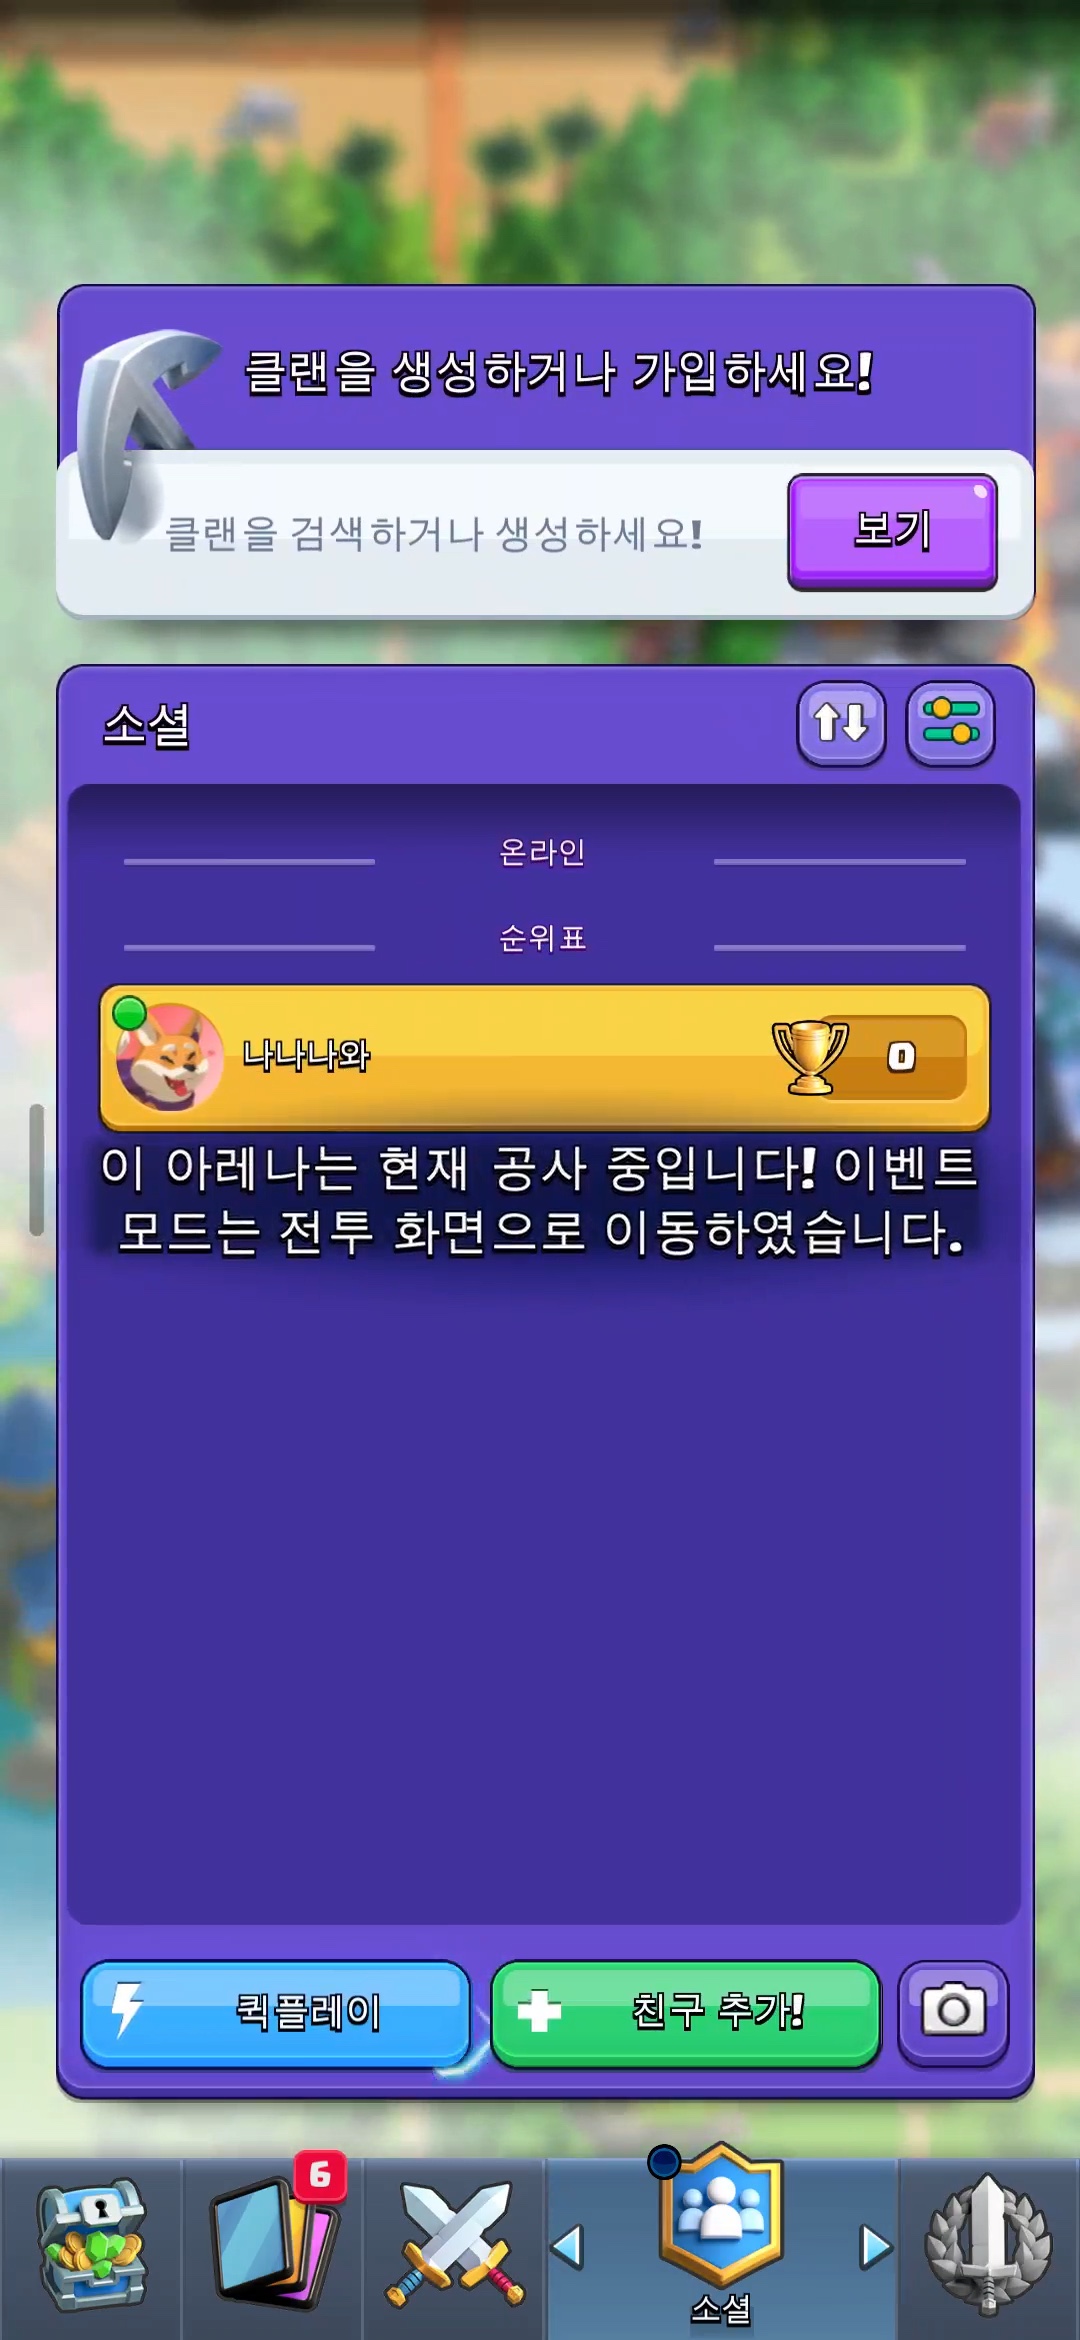 클랜을 생성하거나 가입하세요!
클랜을 검색하거나 생성하세요!
보기
소셜
온라인
순위표
나나나와
0
이 아레나는 현재 공사 중입니다! 이벤트
모드는 전투 화면으로 이동하였습니다.
퀵플레이
친구 추가!
6
소셜